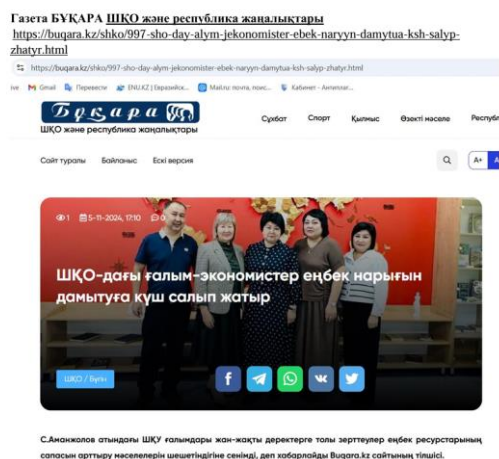 Газета БҰҚАРА ШҚО және республика жаңалықтары
https://buqara.kz/shko/997-sho-day-alym-jekonomister-ebek-naryyn-damytua-ksh-salyp-
zhatyr.html
https://buqara.kz/shko/997-sho-day-alym-jekonomister-ebek-naryyn-damytua-ksh-salyp-zhatyr.html
ive Gmail Перевести ENU.KZ | Евразийск... Mail.ru: почта, поис... Кабинет - Антиплаг...
Бұқара
ШҚО және республика жаңалықтары
Сұхбат Спорт Қылмыс Өзекті мәселе Республ
Сайт туралы Байланыс Ескі версия
A+ A
1 5-11-2024, 17:10 0
ШҚО-дағы ғалым-экономистер еңбек нарығын
дамытуға күш салып жатыр
ШҚО / Бүгін
С.Аманжолов атындағы ШҚУ ғалымдары жан-жақты деректерге толы зерттеулер еңбек ресурстарының
сапасын арттыру мәселелерін шешетіндігіне сенімді, деп хабарлайды Buqara.kz сайтының тілшісі.